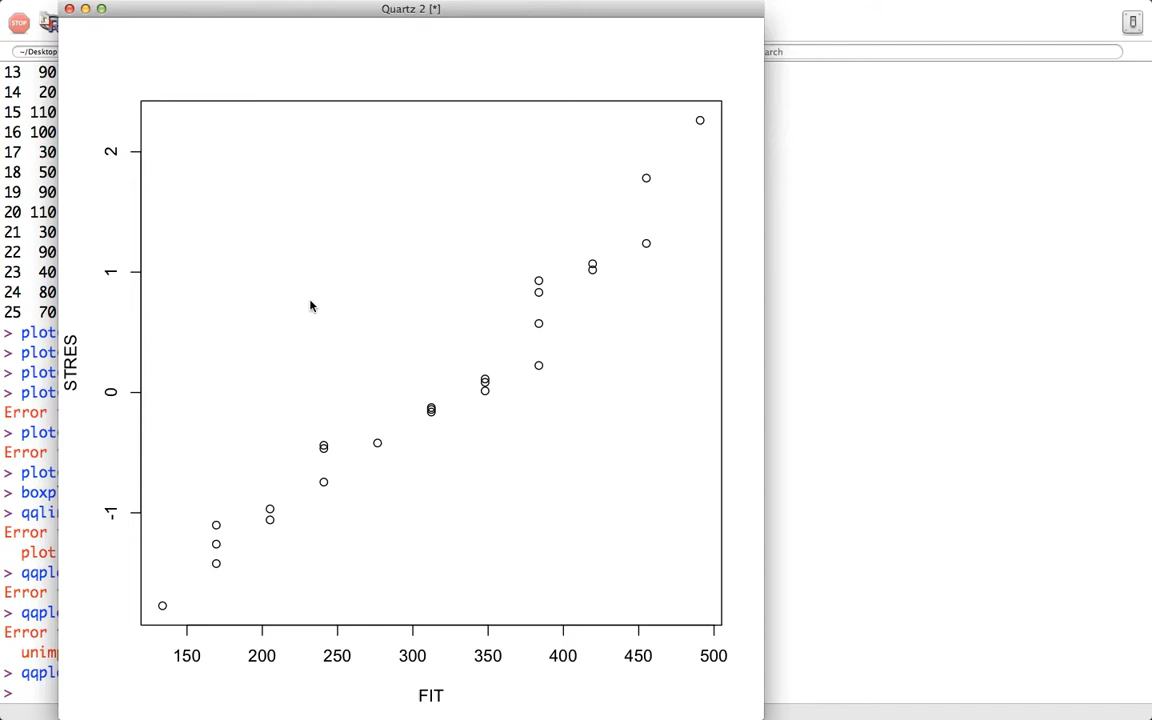 Quartz 2 [*]
STOP
~/Desktop
arch
13 90
14 20
15 110
16 100
17 30
18 50
19 90
20 110
21 30
22 90
23 40
24 80
25 70
> plot
> plot
> plot
> plot
Error
> plot
Error
> plot
> boxp
> qqli
Error
plot
> qqpl
Error
> qqpl
Error
unim
> qqpl
>
2
1
0
-1
STRES
150 200 250 300 350 400 450 500
FIT